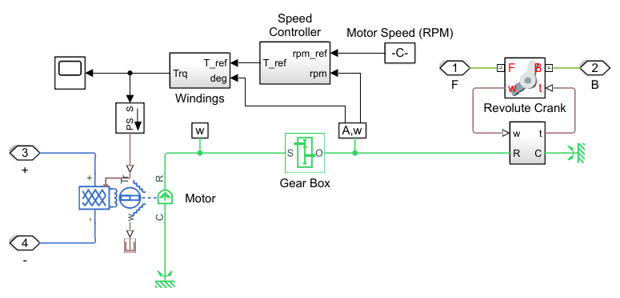 Speed
Controller
Motor Speed (RPM)
T_ref
Trq
deg
Windings
rpm_ref
T_ref
rpm
-C-
1
F
F
B
w
t
2
B
Revolute Crank
S PS
w
A,w
w
t
R
C
S
O
Gear Box
3
+
+
Tr
R
Motor
w
C
-
4
-